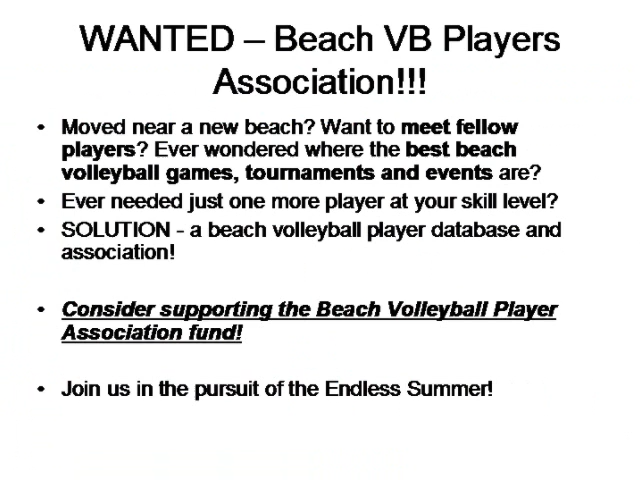 WANTED – Beach VB Players
Association!!!
• Moved near a new beach? Want to meet fellow
players? Ever wondered where the best beach
volleyball games, tournaments and events are?
• Ever needed just one more player at your skill level?
• SOLUTION - a beach volleyball player database and
association!
• Consider supporting the Beach Volleyball Player
Association fund!
• Join us in the pursuit of the Endless Summer!